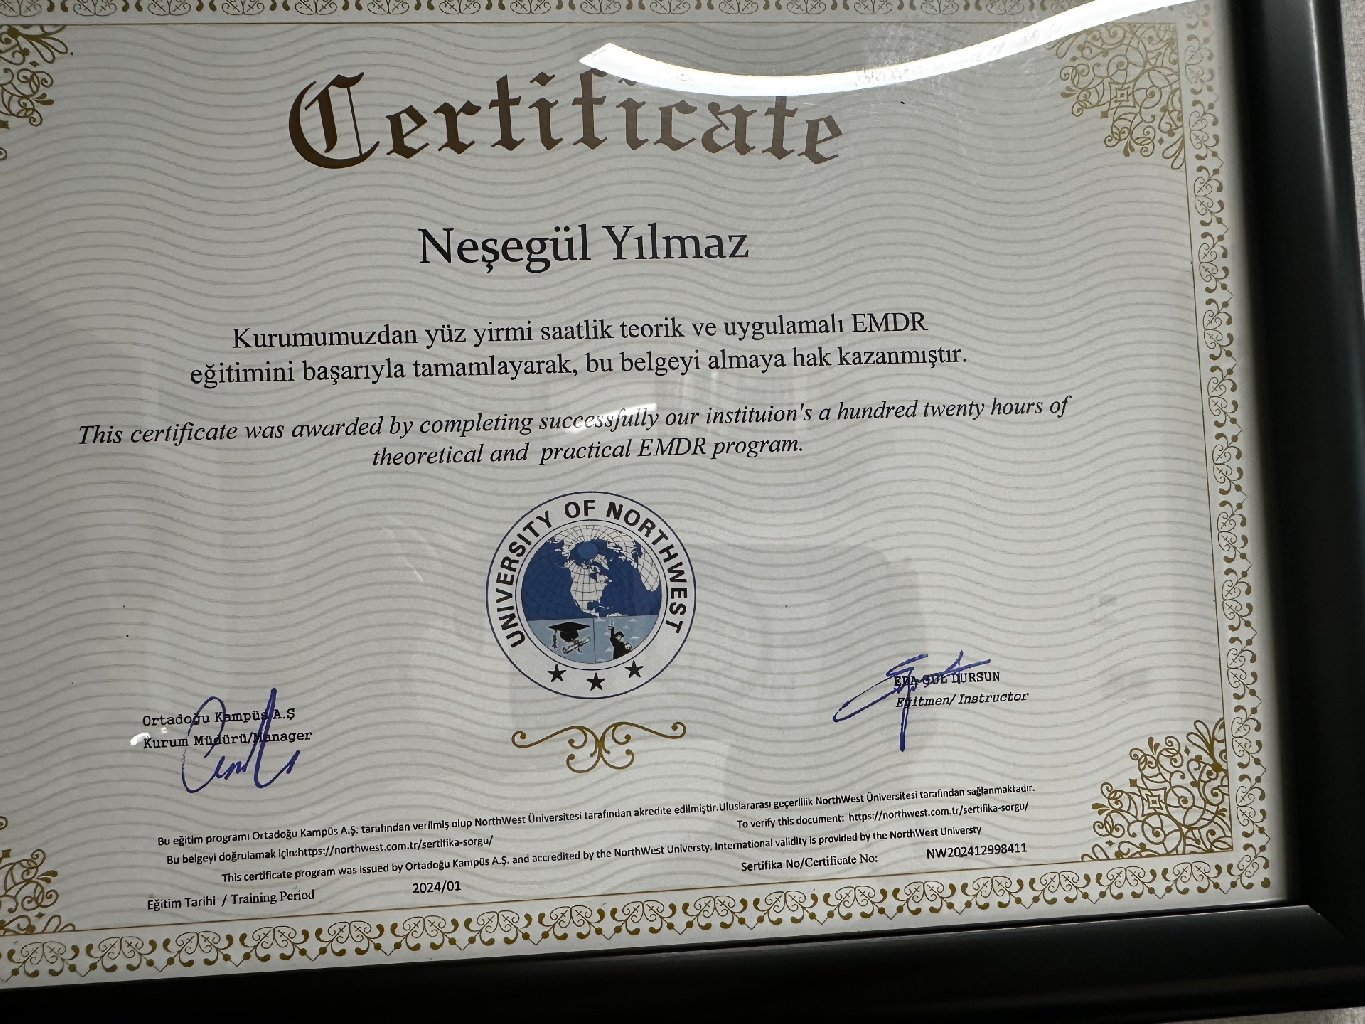 Certificate
Neşegül Yılmaz
Kurumumuzdan yüz yirmi saatlik teorik ve uygulamalı EMDR
eğitimini başarıyla tamamlayarak, bu belgeyi almaya hak kazanmıştır.
This certificate was awarded by completing successfully our instituion's a hundred twenty hours of
theoretical and practical EMDR program.
UNIVERSITY OF NORTHWEST
Ortadoğu Kampüs A.Ş
Kurum Müdürü/Manager
GÜL DURSUN
Eğitmen/ Instructor
Bu eğitim programı Ortadoğu Kampüs A.Ş. tarafından verilmiş olup NorthWest Üniversitesi tarafından akredite edilmiştir.Uluslararası geçerlilik NorthWest Üniversitesi tarafından sağlanmaktadır.
Bu belgeyi doğrulamak için:https://northwest.com.tr/sertifika-sorgu/
To verify this document: https://northwest.com.tr/sertifika-sorgu/
This certificate program was issued by Ortadoğu Kampüs A.Ş. and accredited by the NorthWest Universty. International validity is provided by the NorthWest Universty
Eğitim Tarihi / Training Period 2024/01
Sertifika No/Certificate No: NW202412998411